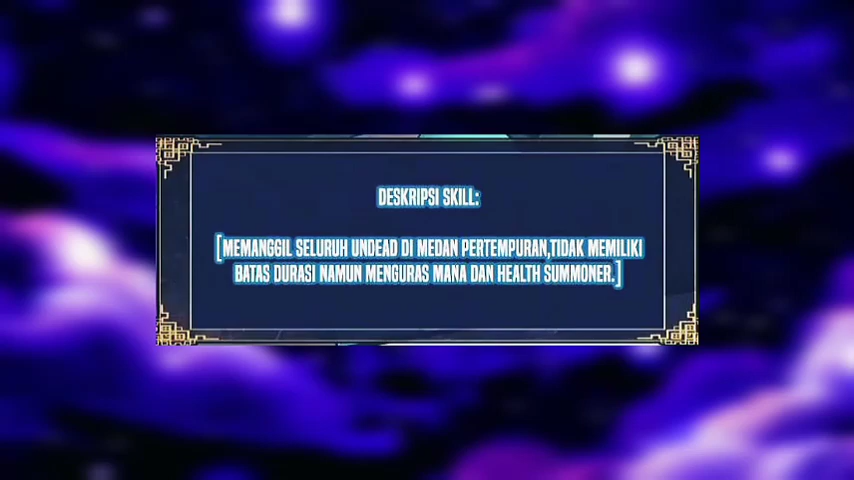 DESKRIPSI SKILL:
[MEMANGGIL SELURUH UNDEAD DI MEDAN PERTEMPURAN,TIDAK MEMILIKI
BATAS DURASI NAMUN MENGURAS MANA DAN HEALTH SUMMONER.]